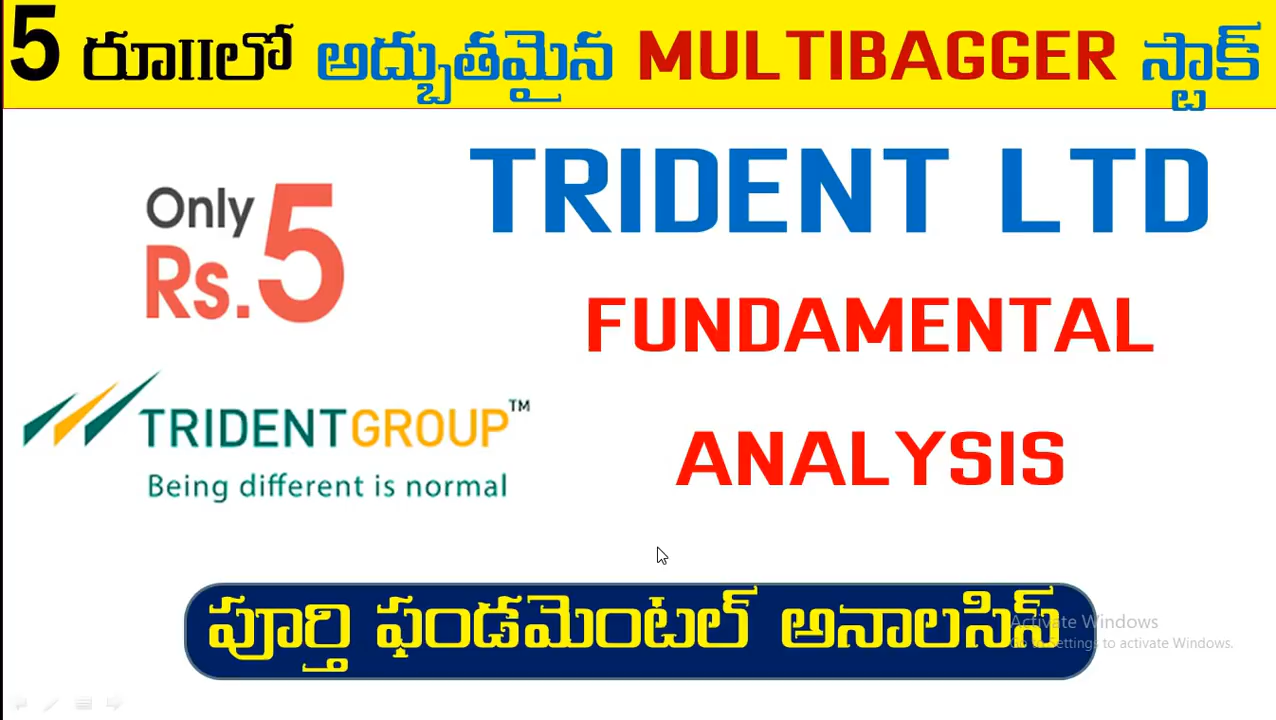 5 రూ॥లో అద్భుతమైన MULTIBAGGER స్టాక్
TRIDENT LTD
Only
Rs.5
FUNDAMENTAL
TRIDENTGROUP™
Being different is normal
ANALYSIS
పూర్తి ఫండమెంటల్ అనాలసిస్
Activate Windows
Go to Settings to activate Windows.